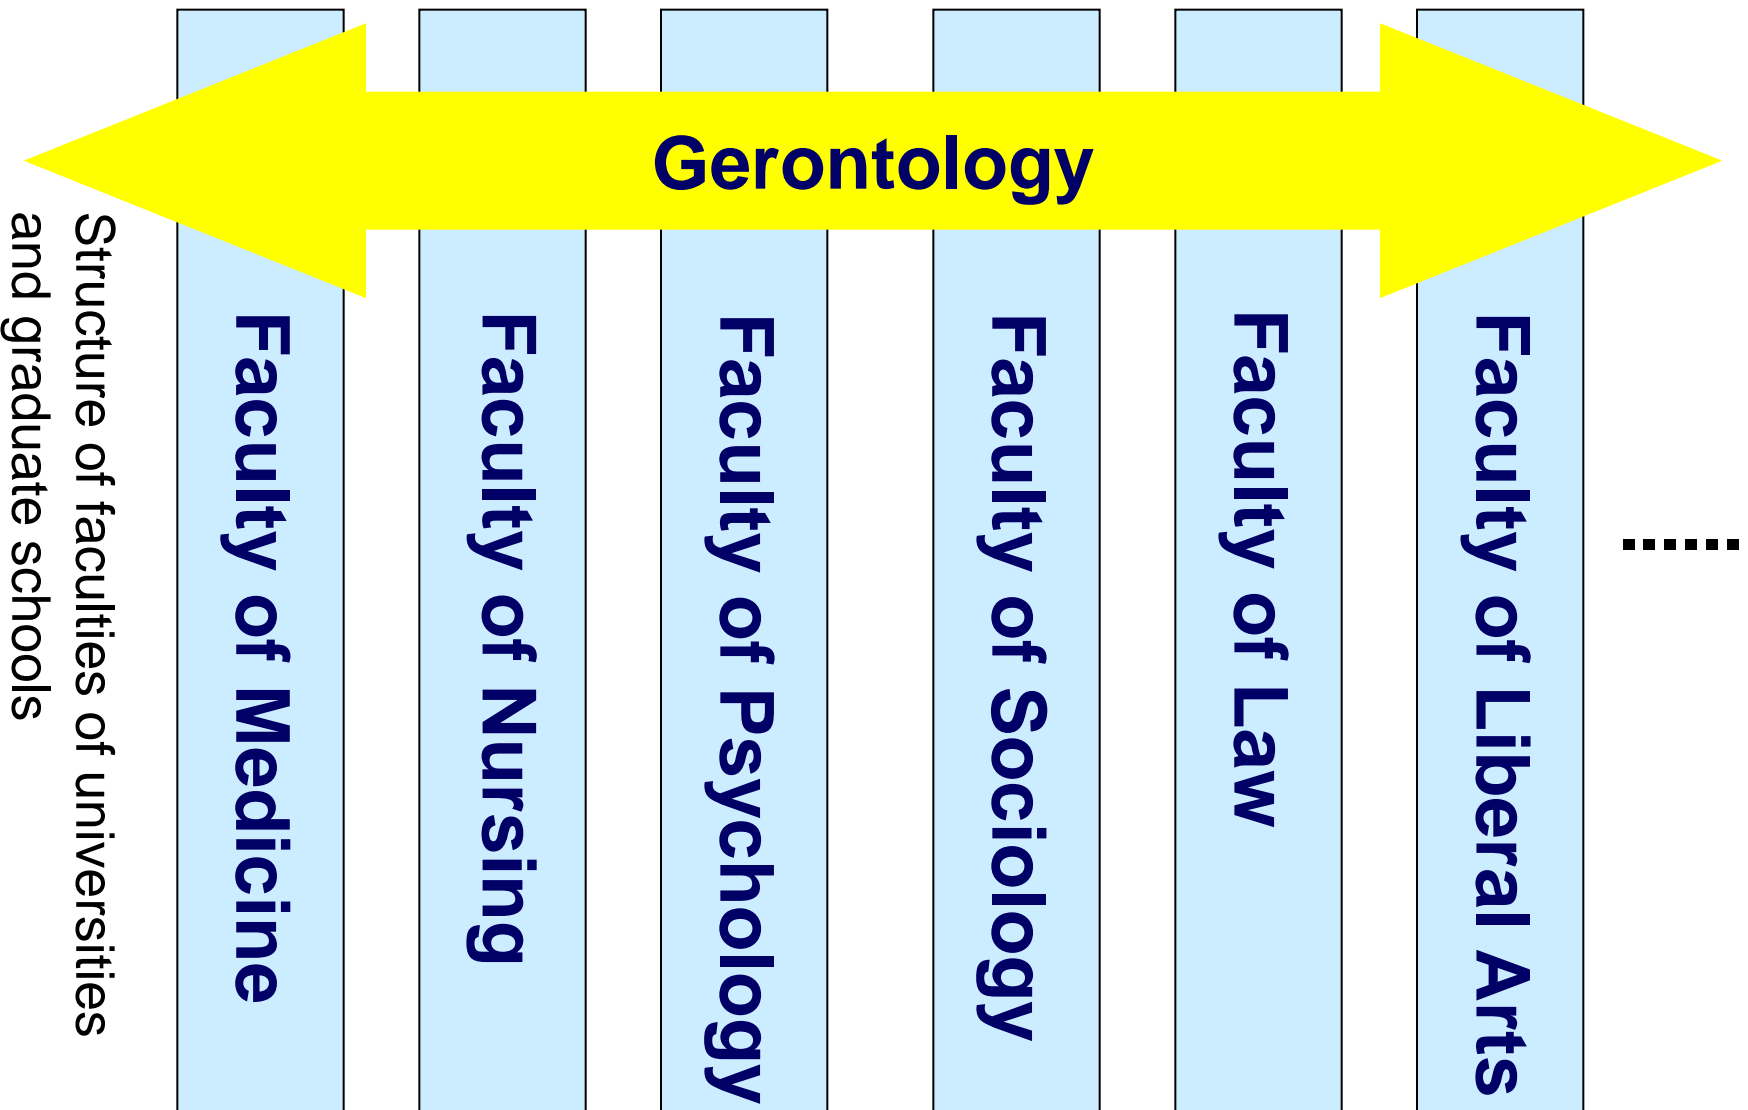 Gerontology
Structure of faculties of universities
and graduate schools
Faculty of Medicine
Faculty of Nursing
Faculty of Psychology
Faculty of Sociology
Faculty of Law
Faculty of Liberal Arts